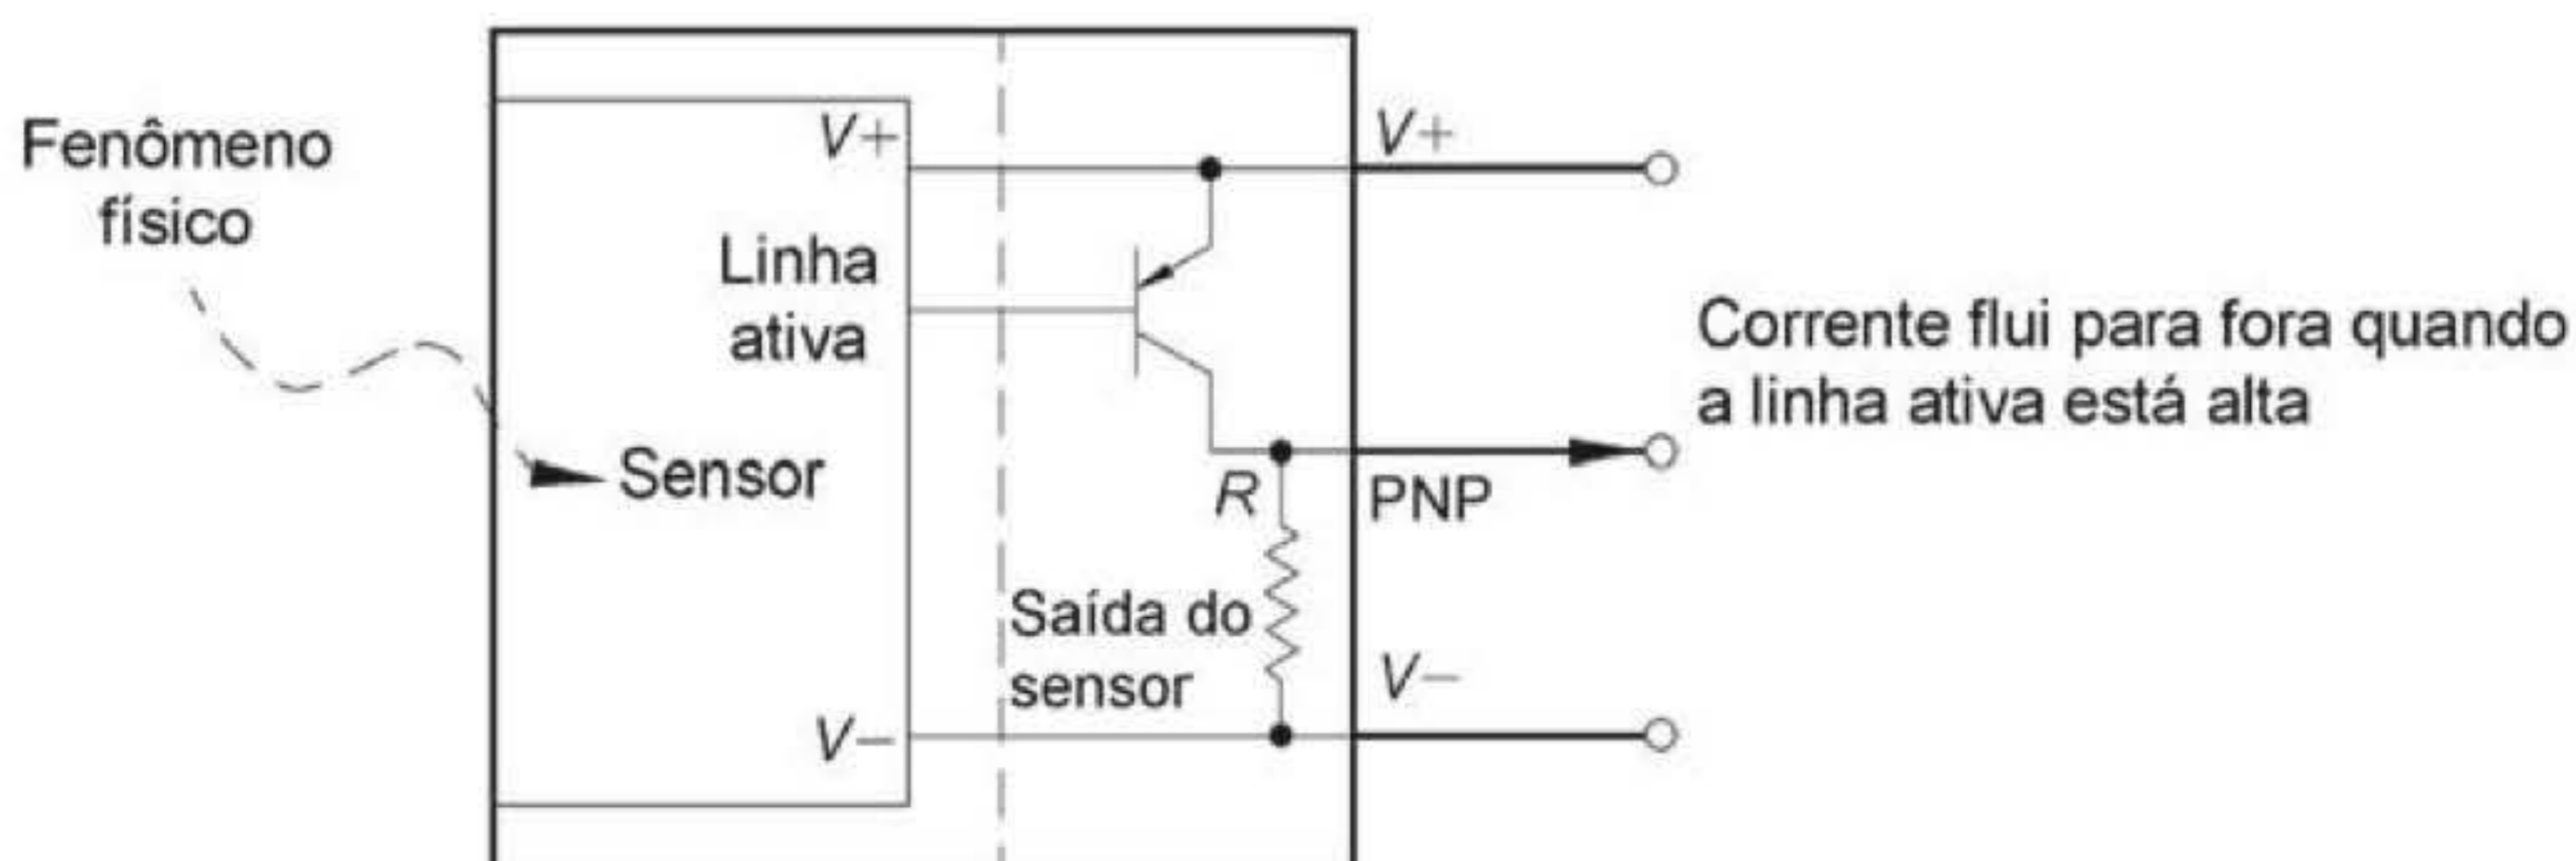 Fenômeno
físico
V+
V+
Linha
ativa
Corrente flui para fora quando
a linha ativa está alta
Sensor
R
PNP
Saída do
sensor
V−
V−